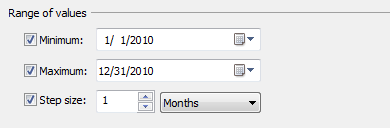 Range of values
Minimum: 1/ 1/2010
Maximum: 12/31/2010
Step size: 1 Months